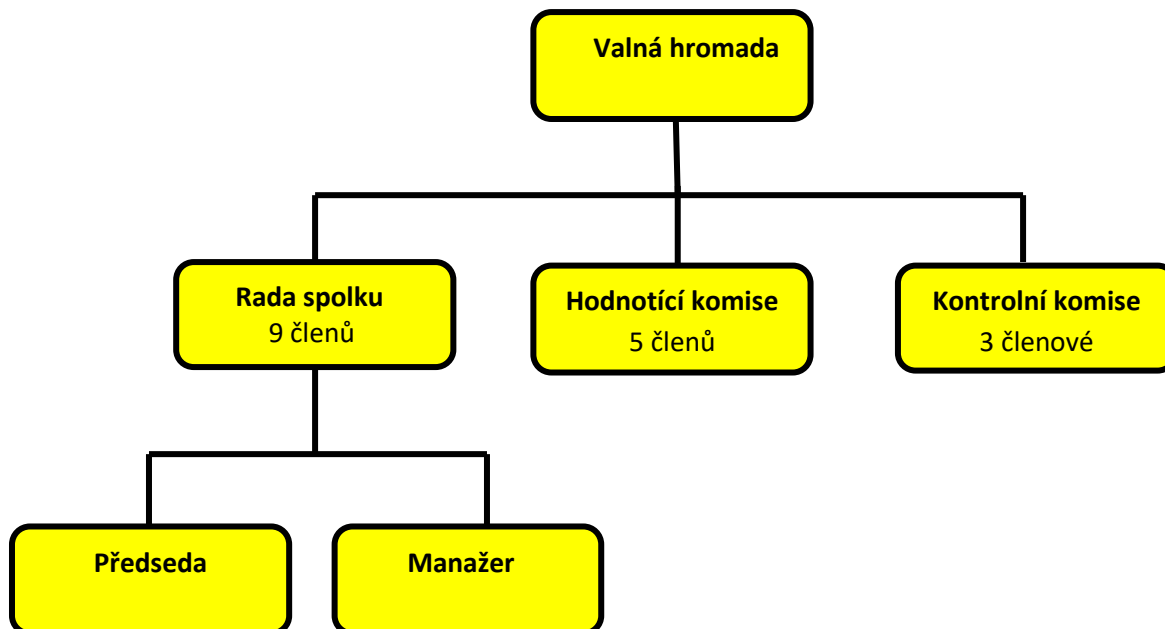 Valná hromada
Rada spolku
9 členů
Hodnotící komise
5 členů
Kontrolní komise
3 členové
Předseda
Manažer